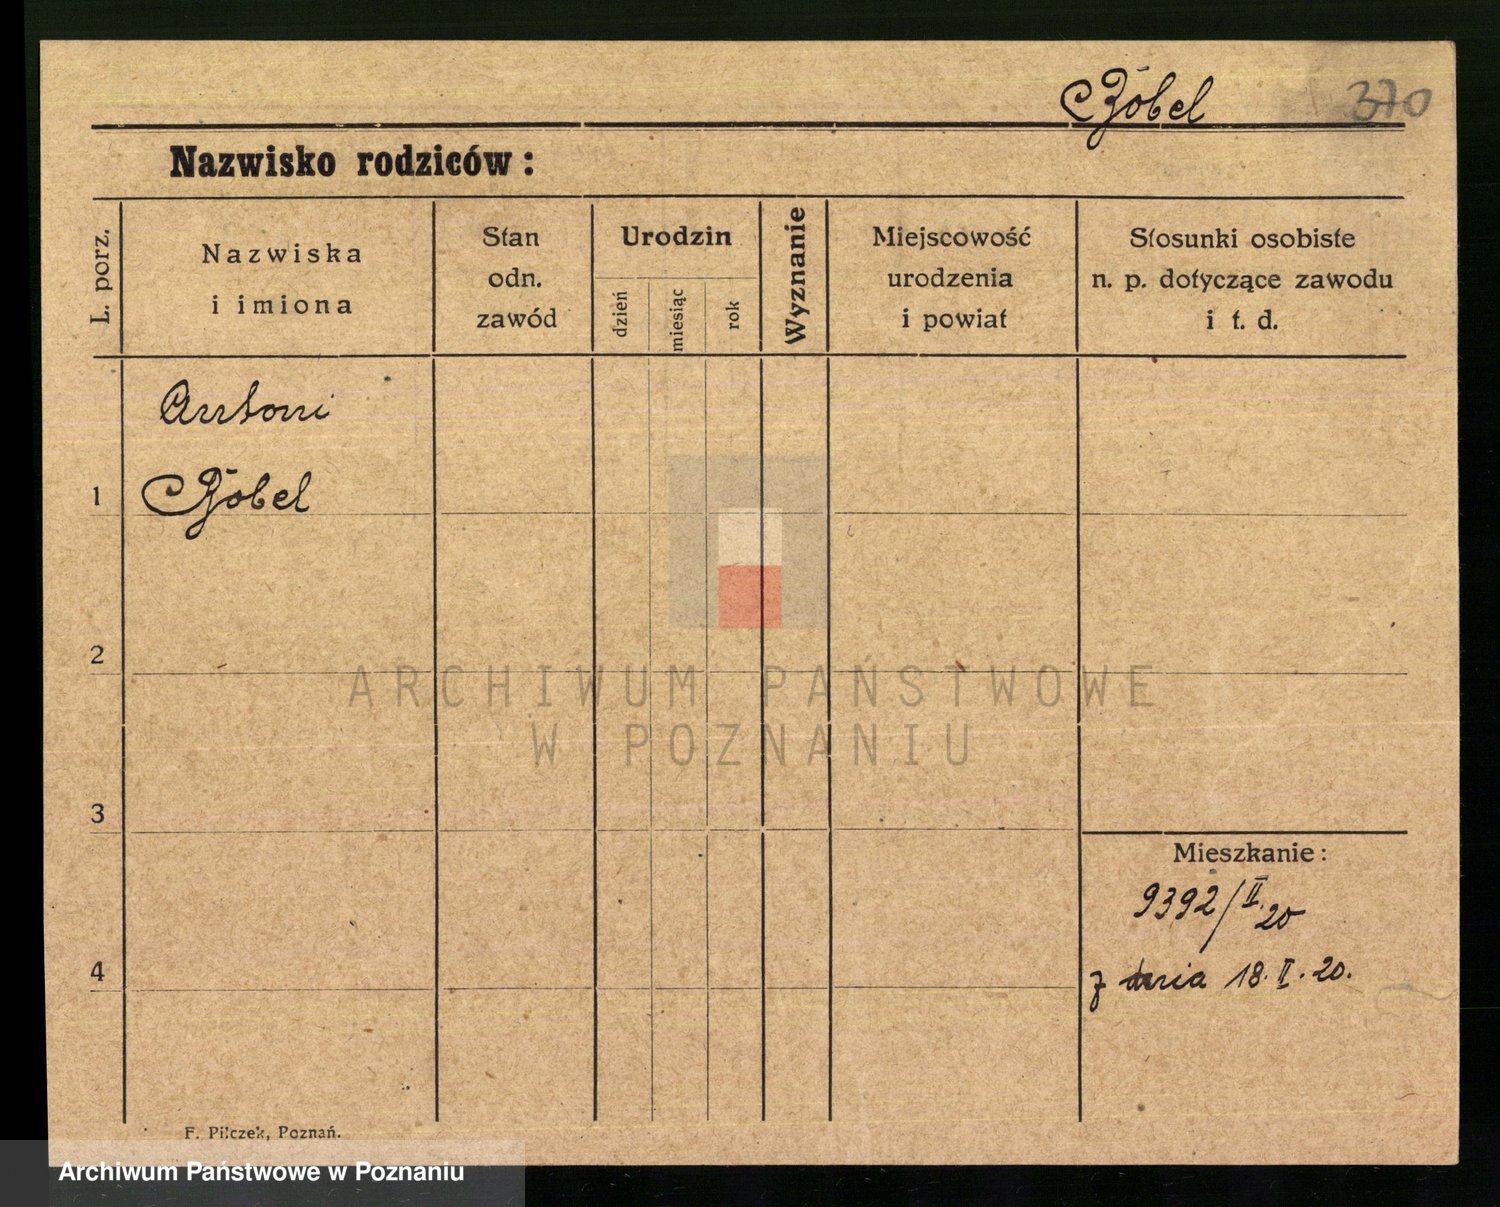 Göbel 370
Nazwisko rodziców:
L. porz.
Nazwiska
i imiona
Stan
odn.
zawód
Urodzin
dzień
miesiąc
rok
Wyznanie
Miejscowość
urodzenia
i powiat
Stosunki osobiste
n. p. dotyczące zawodu
i t. d.
Antoni
1 Göbel
2
ARCHIWUM PAŃSTWOWE
W POZNANIU
3
Mieszkanie:
9392/II.20
z dnia 18.II.20.
4
F. Pilczek, Poznań.
Archiwum Państwowe w Poznaniu